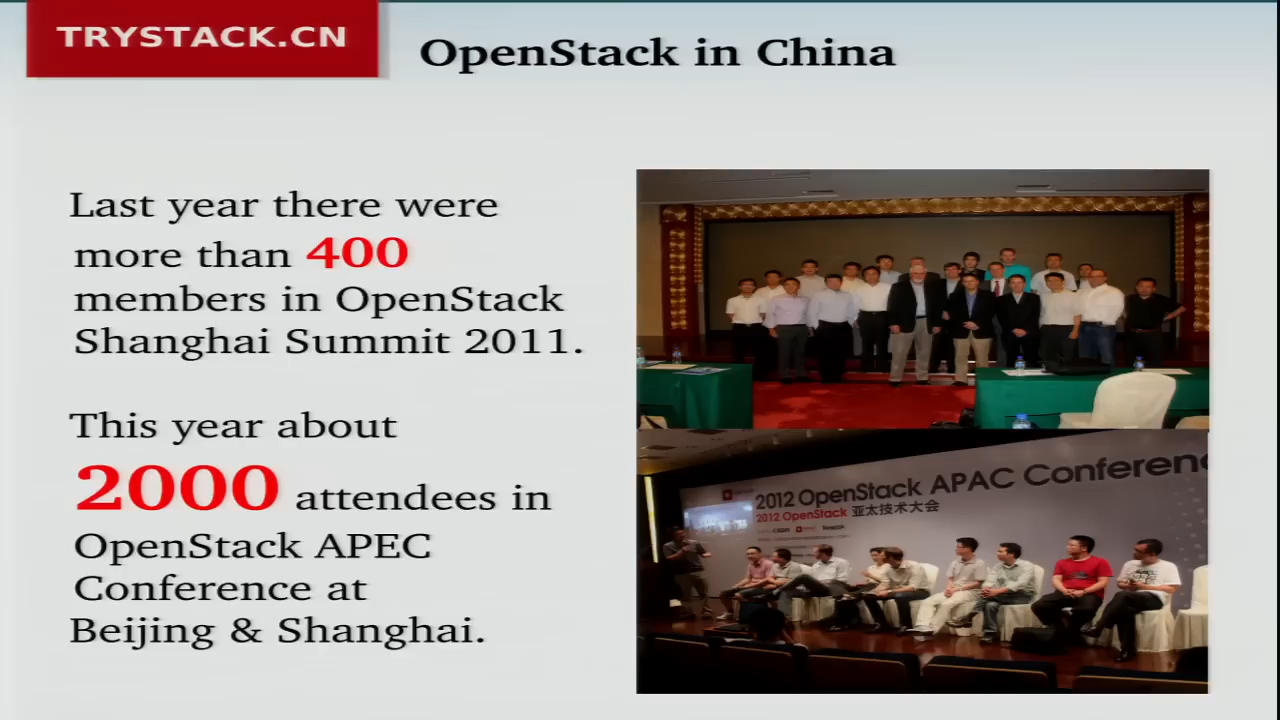 TRYSTACK.CN
OpenStack in China
Last year there were
more than 400
members in OpenStack
Shanghai Summit 2011.
This year about
2000 attendees in
OpenStack APEC
Conference at
Beijing & Shanghai.
2012 OpenStack APAC Conferenc
2012 OpenStack 亚太技术大会